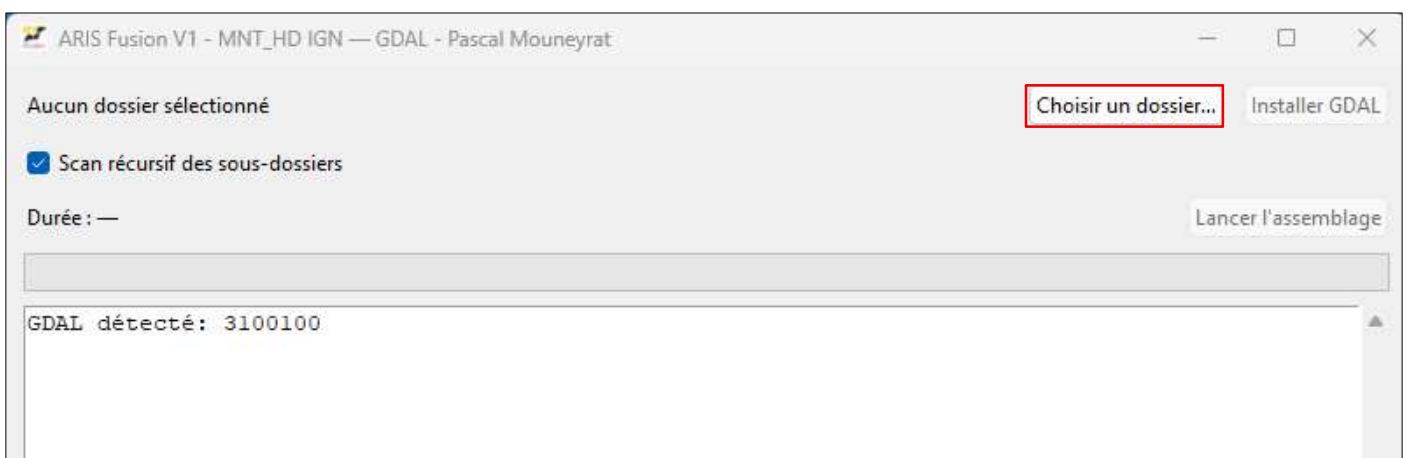 ARIS Fusion V1 - MNT_HD IGN — GDAL - Pascal Mouneyrat
Aucun dossier sélectionné
Choisir un dossier...
Installer GDAL
Scan récursif des sous-dossiers
Durée : —
Lancer l'assemblage
GDAL détecté: 3100100